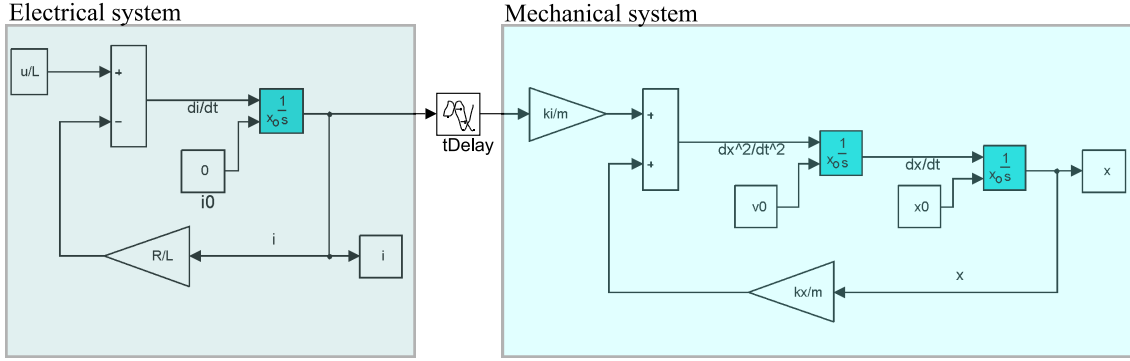 Electrical system
u/L
+
−
di/dt
1
xo s
0
i0
R/L
i
i
tDelay
Mechanical system
ki/m
+
+
dx^2/dt^2
1
xo s
v0
dx/dt
1
xo s
x0
x
kx/m
x